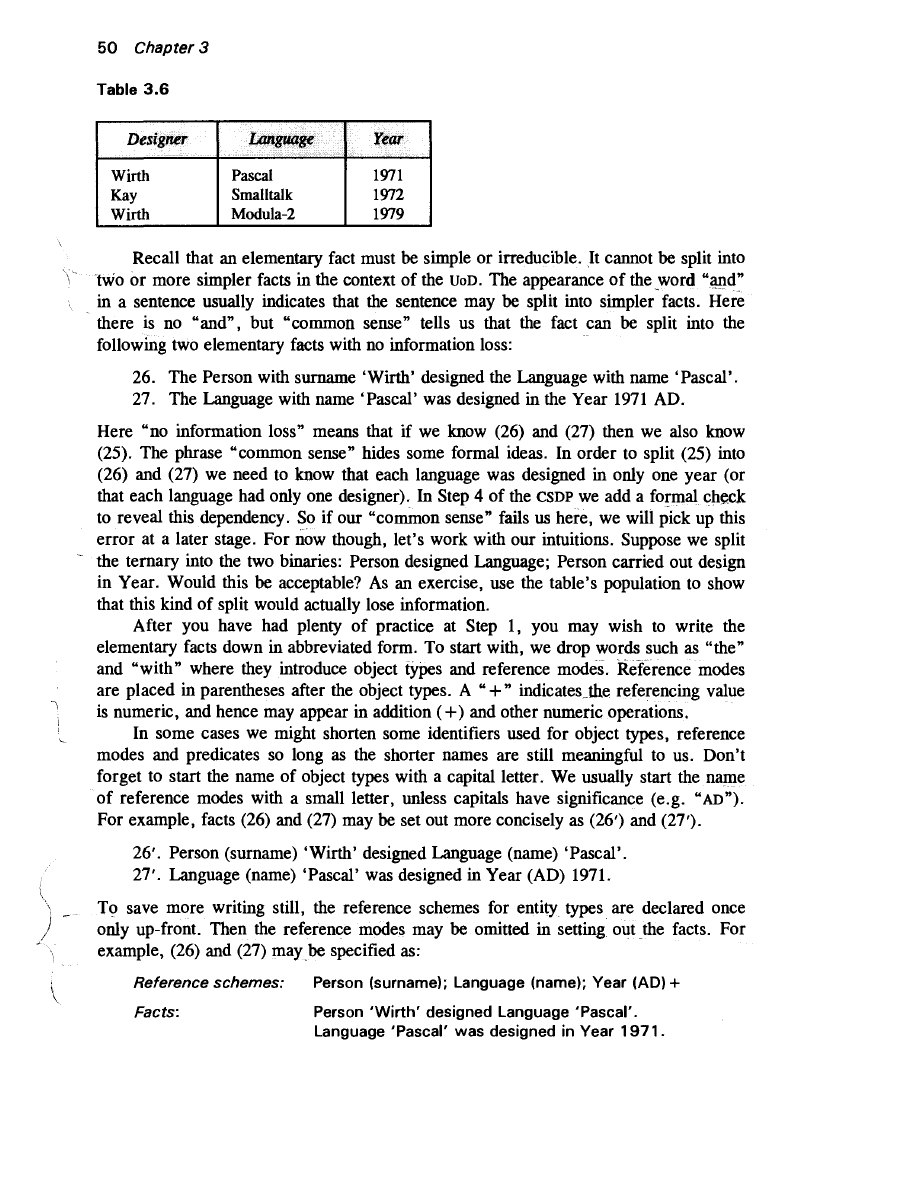 50 Chapter 3
Table 3.6
Designer Language Year
Wirth Pascal 1971
Kay Smalltalk 1972
Wirth Modula-2 1979
Recall that an elementary fact must be simple or irreducible. It cannot be split into
two or more simpler facts in the context of the UoD. The appearance of the word “and”
in a sentence usually indicates that the sentence may be split into simpler facts. Here
there is no “and”, but “common sense” tells us that the fact can be split into the
following two elementary facts with no information loss:
26. The Person with surname ‘Wirth’ designed the Language with name ‘Pascal’.
27. The Language with name ‘Pascal’ was designed in the Year 1971 AD.
Here “no information loss” means that if we know (26) and (27) then we also know
(25). The phrase “common sense” hides some formal ideas. In order to split (25) into
(26) and (27) we need to know that each language was designed in only one year (or
that each language had only one designer). In Step 4 of the CSDP we add a formal check
to reveal this dependency. So if our “common sense” fails us here, we will pick up this
error at a later stage. For now though, let’s work with our intuitions. Suppose we split
the ternary into the two binaries: Person designed Language; Person carried out design
in Year. Would this be acceptable? As an exercise, use the table’s population to show
that this kind of split would actually lose information.
After you have had plenty of practice at Step 1, you may wish to write the
elementary facts down in abbreviated form. To start with, we drop words such as “the”
and “with” where they introduce object types and reference modes. Reference modes
are placed in parentheses after the object types. A “+” indicates the referencing value
is numeric, and hence may appear in addition (+) and other numeric operations.
In some cases we might shorten some identifiers used for object types, reference
modes and predicates so long as the shorter names are still meaningful to us. Don’t
forget to start the name of object types with a capital letter. We usually start the name
of reference modes with a small letter, unless capitals have significance (e.g. “AD”).
For example, facts (26) and (27) may be set out more concisely as (26′) and (27′).
26′. Person (surname) ‘Wirth’ designed Language (name) ‘Pascal’.
27′. Language (name) ‘Pascal’ was designed in Year (AD) 1971.
To save more writing still, the reference schemes for entity types are declared once
only up-front. Then the reference modes may be omitted in setting out the facts. For
example, (26) and (27) may be specified as:
Reference schemes: Person (surname); Language (name); Year (AD)+
Facts: Person ‘Wirth’ designed Language ‘Pascal’.
Language ‘Pascal’ was designed in Year 1971.